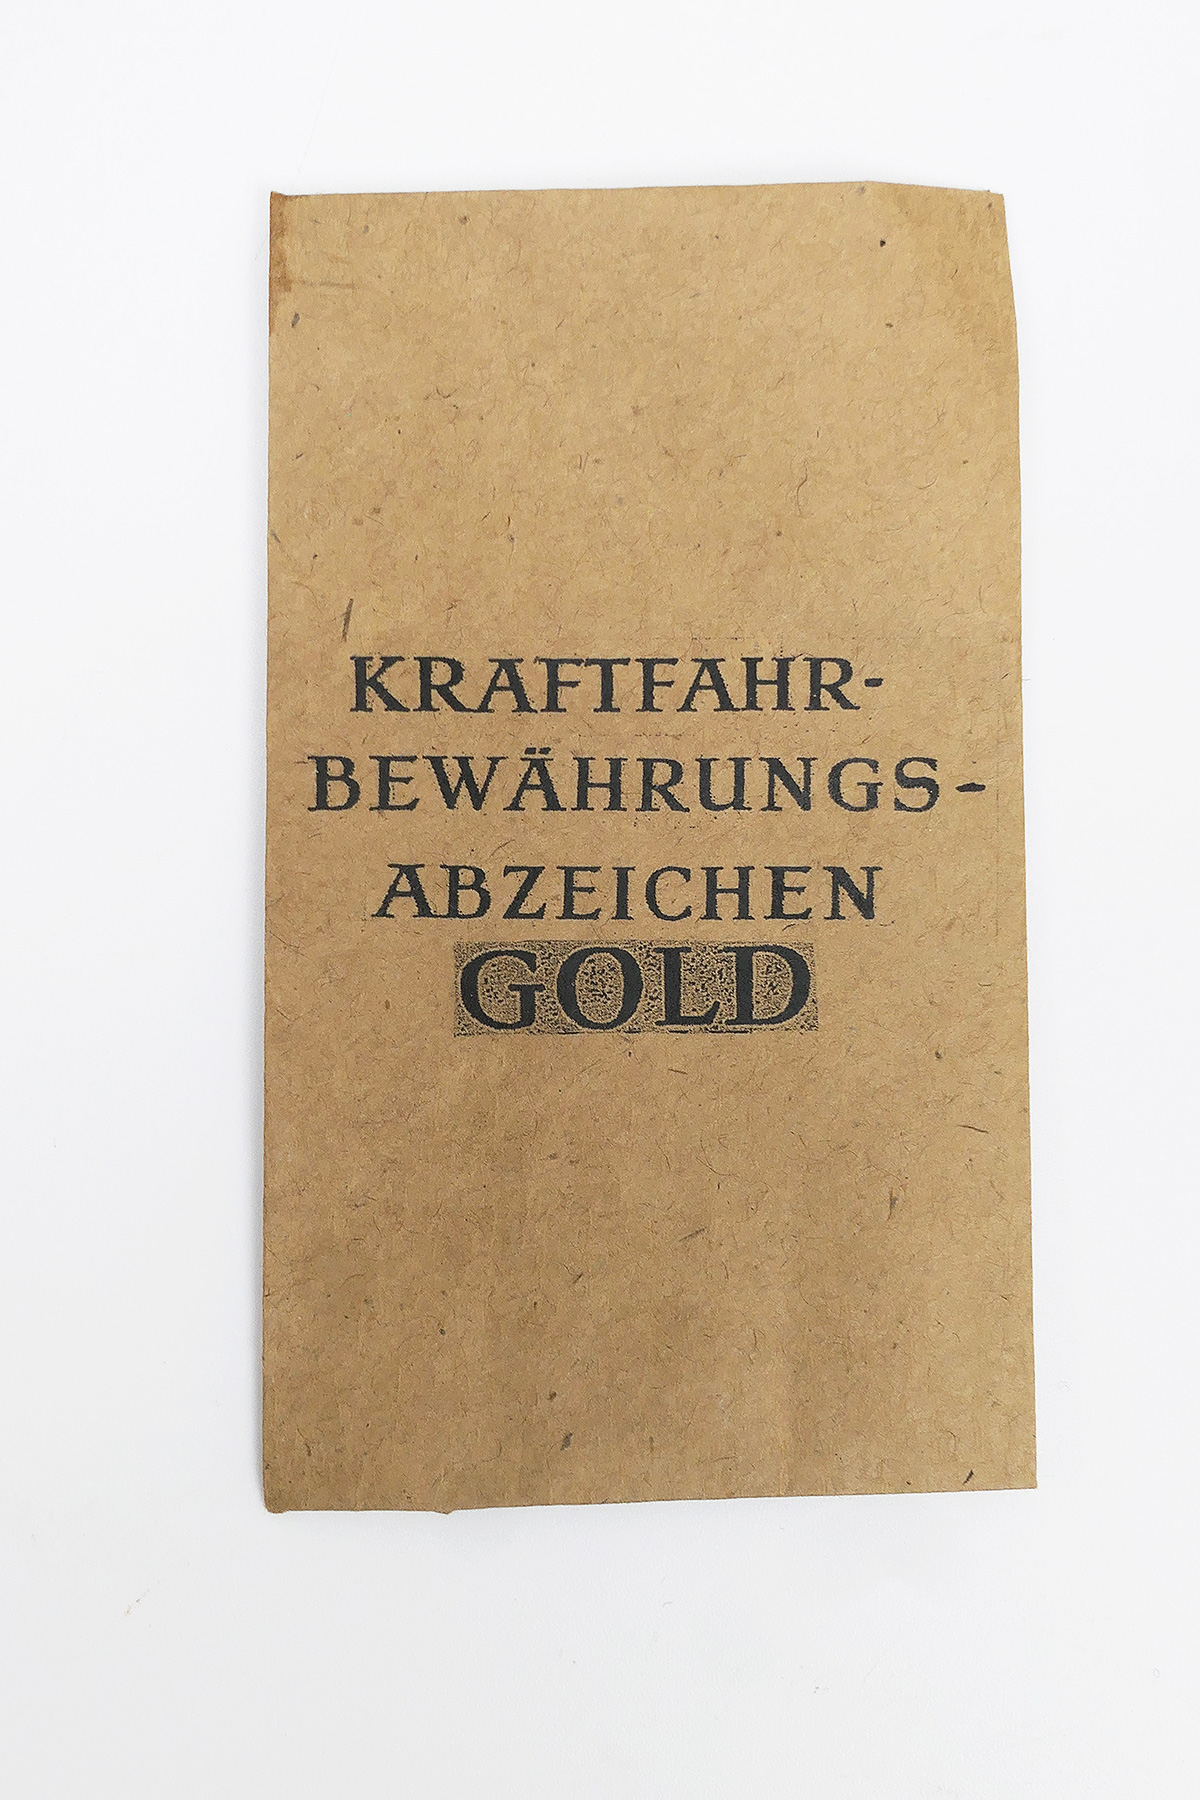 KRAFTFAHR-
BEWÄHRUNGS-
ABZEICHEN
GOLD